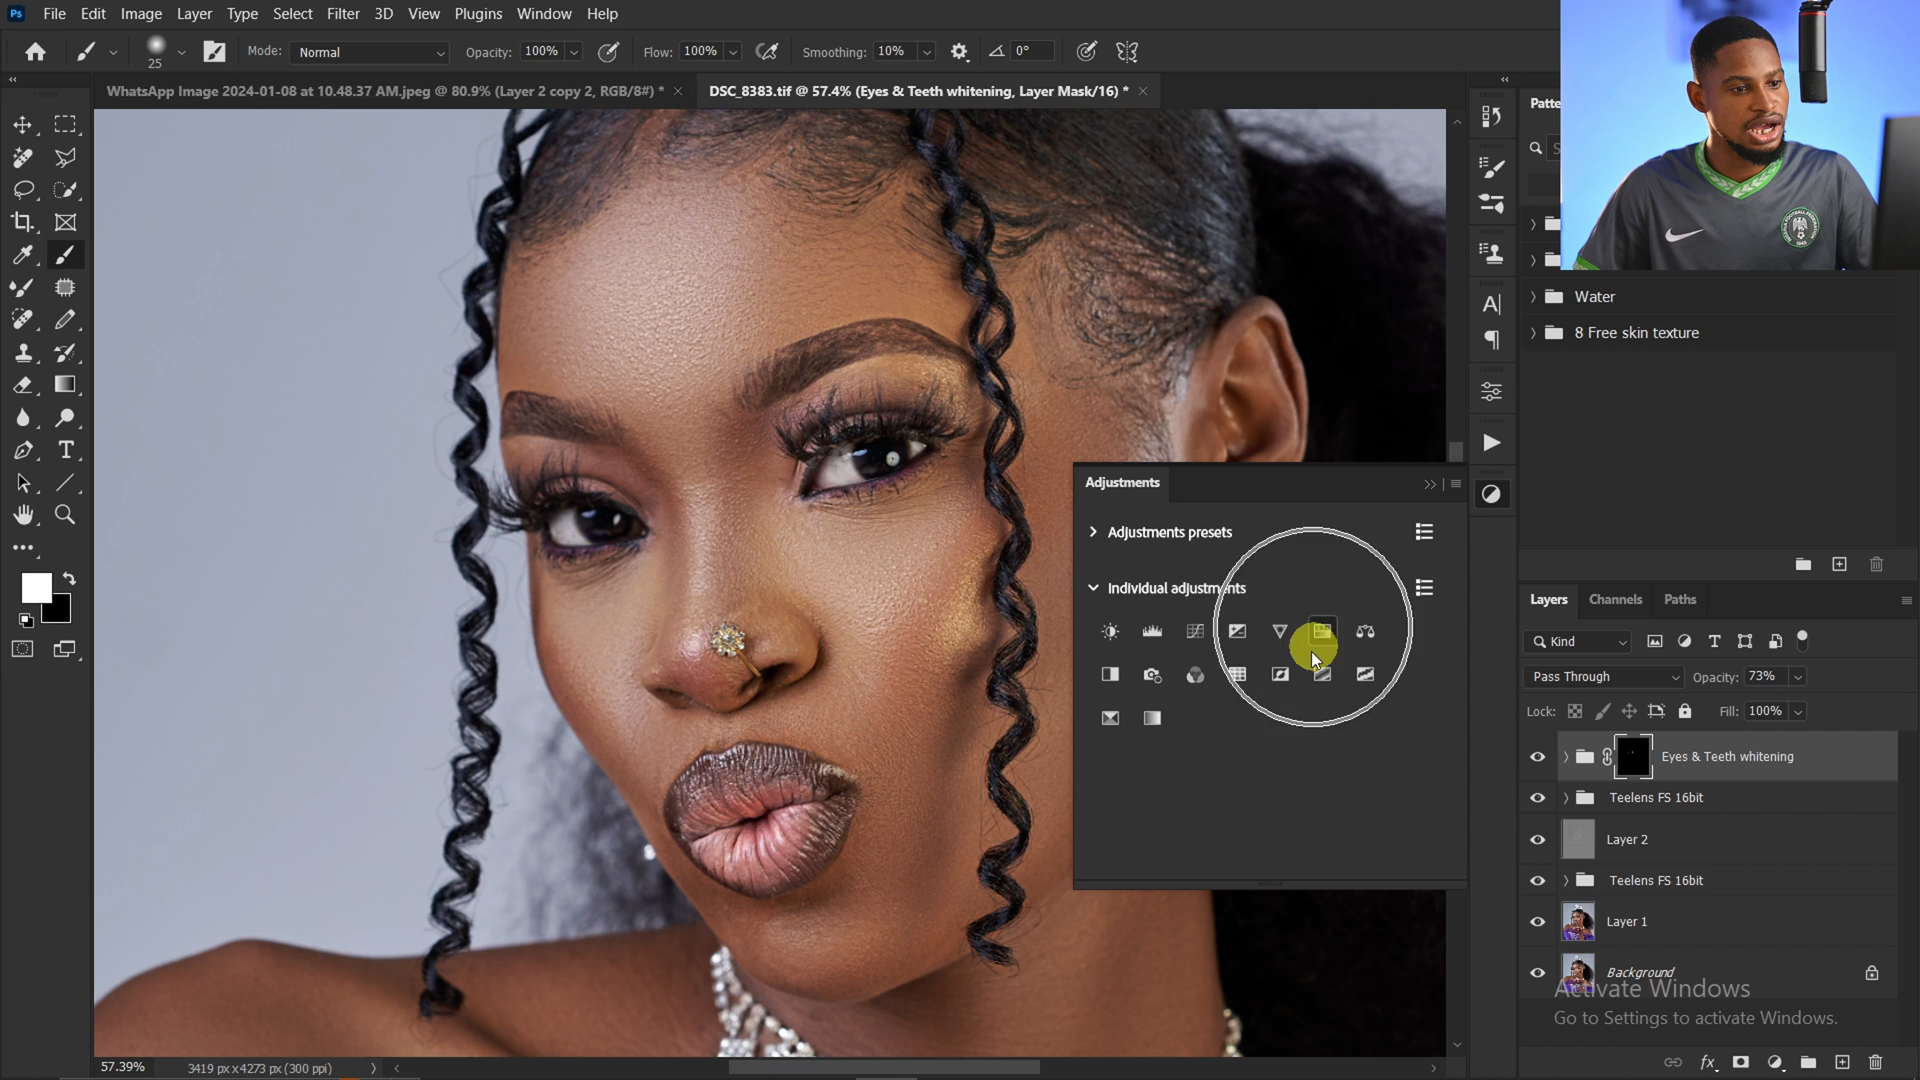 Ps File Edit Image Layer Type Select Filter 3D View Plugins Window Help
25 Mode: Normal Opacity: 100% Flow: 100% Smoothing: 10% 0°
WhatsApp Image 2024-01-08 at 10.48.37 AM.jpeg @ 80.9% (Layer 2 copy 2, RGB/8#) * DSC_8383.tif @ 57.4% (Eyes & Teeth whitening, Layer Mask/16) *
Patte
Water
8 Free skin texture
Adjustments
Adjustments presets
Individual adjustments
Layers Channels Paths
Kind
Pass Through Opacity: 73%
Lock: Fill: 100%
Eyes & Teeth whitening
Teelens FS 16bit
Layer 2
Teelens FS 16bit
Layer 1
Background
Activate Windows
Go to Settings to activate Windows.
57.39% 3419 px x 4273 px (300 ppi)
fx